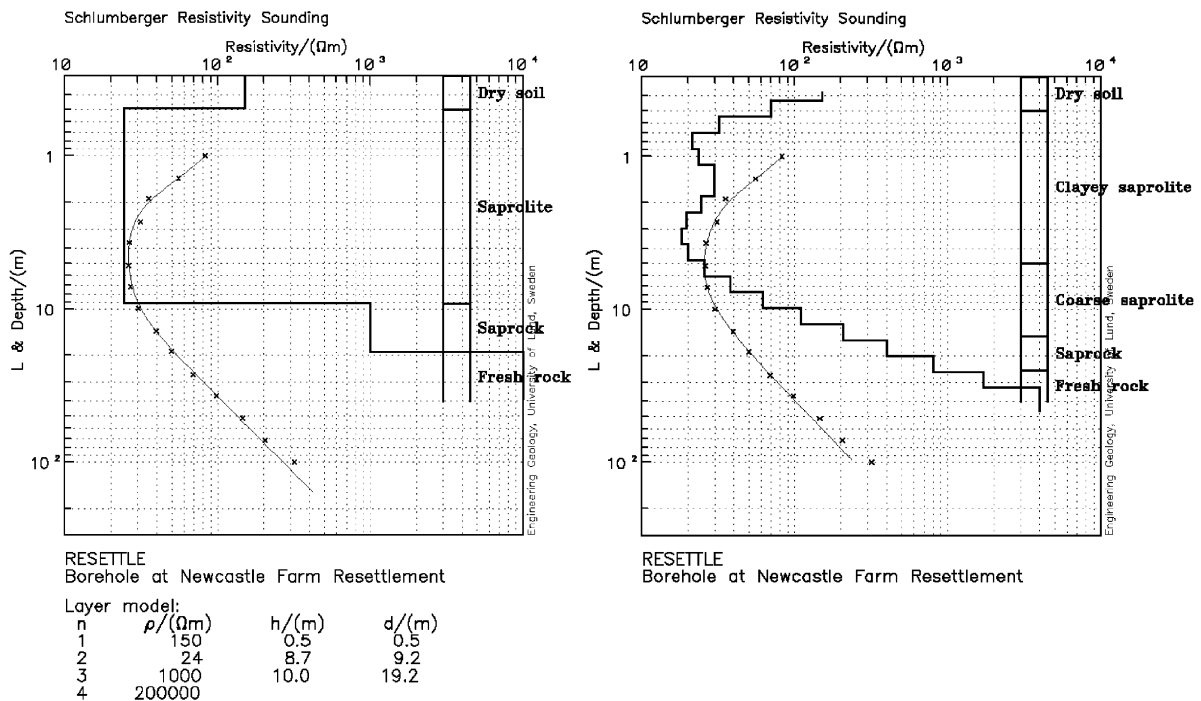 Schlumberger Resistivity Sounding
Resistivity/(Ωm)
10 10² 10³ 10⁴
L & Depth/(m)
1
10
10²
Dry soil
Saprolite
Saprock
Fresh rock
Engineering Geology, University of Lund, Sweden
RESETTLE
Borehole at Newcastle Farm Resettlement
Layer model:
n ρ/(Ωm) h/(m) d/(m)
1 150 0.5 0.5
2 24 8.7 9.2
3 1000 10.0 19.2
4 200000
Schlumberger Resistivity Sounding
Resistivity/(Ωm)
10 10² 10³ 10⁴
L & Depth/(m)
1
10
10²
Dry soil
Clayey saprolite
Coarse saprolite
Saprock
Fresh rock
Engineering Geology, University of Lund, Sweden
RESETTLE
Borehole at Newcastle Farm Resettlement